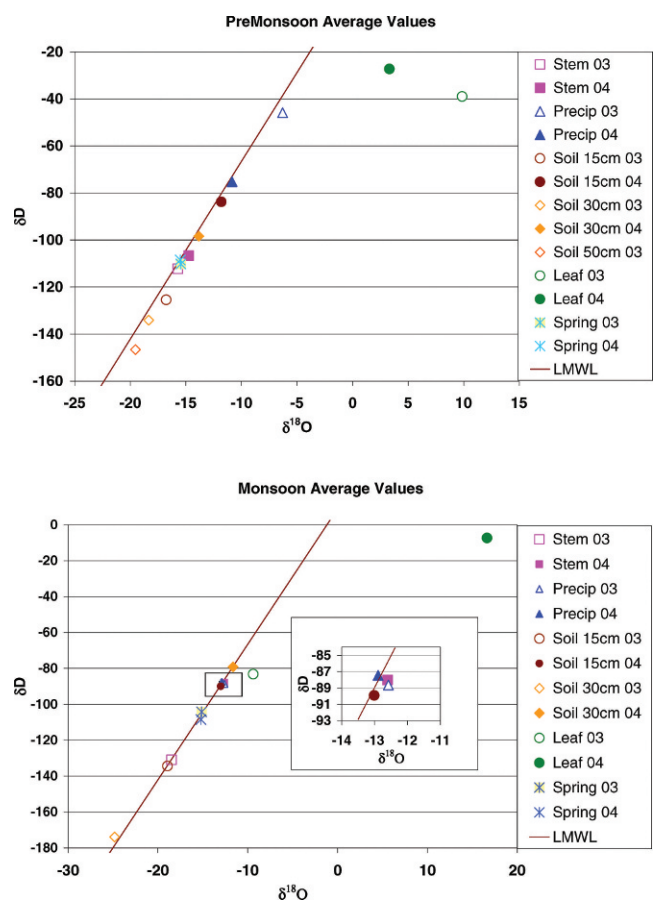 PreMonsoon Average Values
-20
-40
-60
-80
-100
-120
-140
-160
δD
-25 -20 -15 -10 -5 0 5 10 15
δ¹⁸O
Stem 03
Stem 04
Precip 03
Precip 04
Soil 15cm 03
Soil 15cm 04
Soil 30cm 03
Soil 30cm 04
Soil 50cm 03
Leaf 03
Leaf 04
Spring 03
Spring 04
LMWL
Monsoon Average Values
0
-20
-40
-60
-80
-100
-120
-140
-160
-180
δD
-30 -20 -10 0 10 20
δ¹⁸O
-85
-87
-89
-91
-93
δD
-14 -13 -12 -11
δ¹⁸O
Stem 03
Stem 04
Precip 03
Precip 04
Soil 15cm 03
Soil 15cm 04
Soil 30cm 03
Soil 30cm 04
Leaf 03
Leaf 04
Spring 03
Spring 04
LMWL